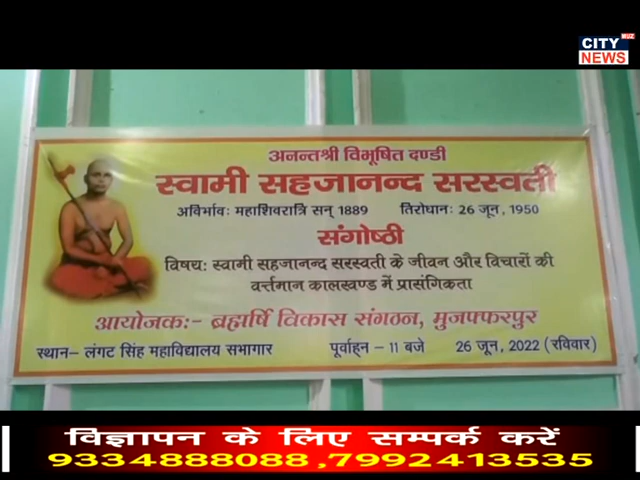 CITY MUZ
NEWS
अनन्तश्री विभूषित दण्डी
स्वामी सहजानन्द सरस्वती
अविर्भावः महाशिवरात्रि सन् 1889 तिरोधानः 26 जून, 1950
संगोष्ठी
विषयः स्वामी सहजानन्द सरस्वती के जीवन और विचारों की
वर्त्तमान कालखण्ड में प्रासंगिकता
आयोजकः- ब्रह्मर्षि विकास संगठन, मुजफ्फरपुर
स्थान– लंगट सिंह महाविद्यालय सभागार पूर्वाह्न – 11 बजे 26 जून, 2022 (रविवार)
विज्ञापन के लिए सम्पर्क करें
9334888088 ,7992413535